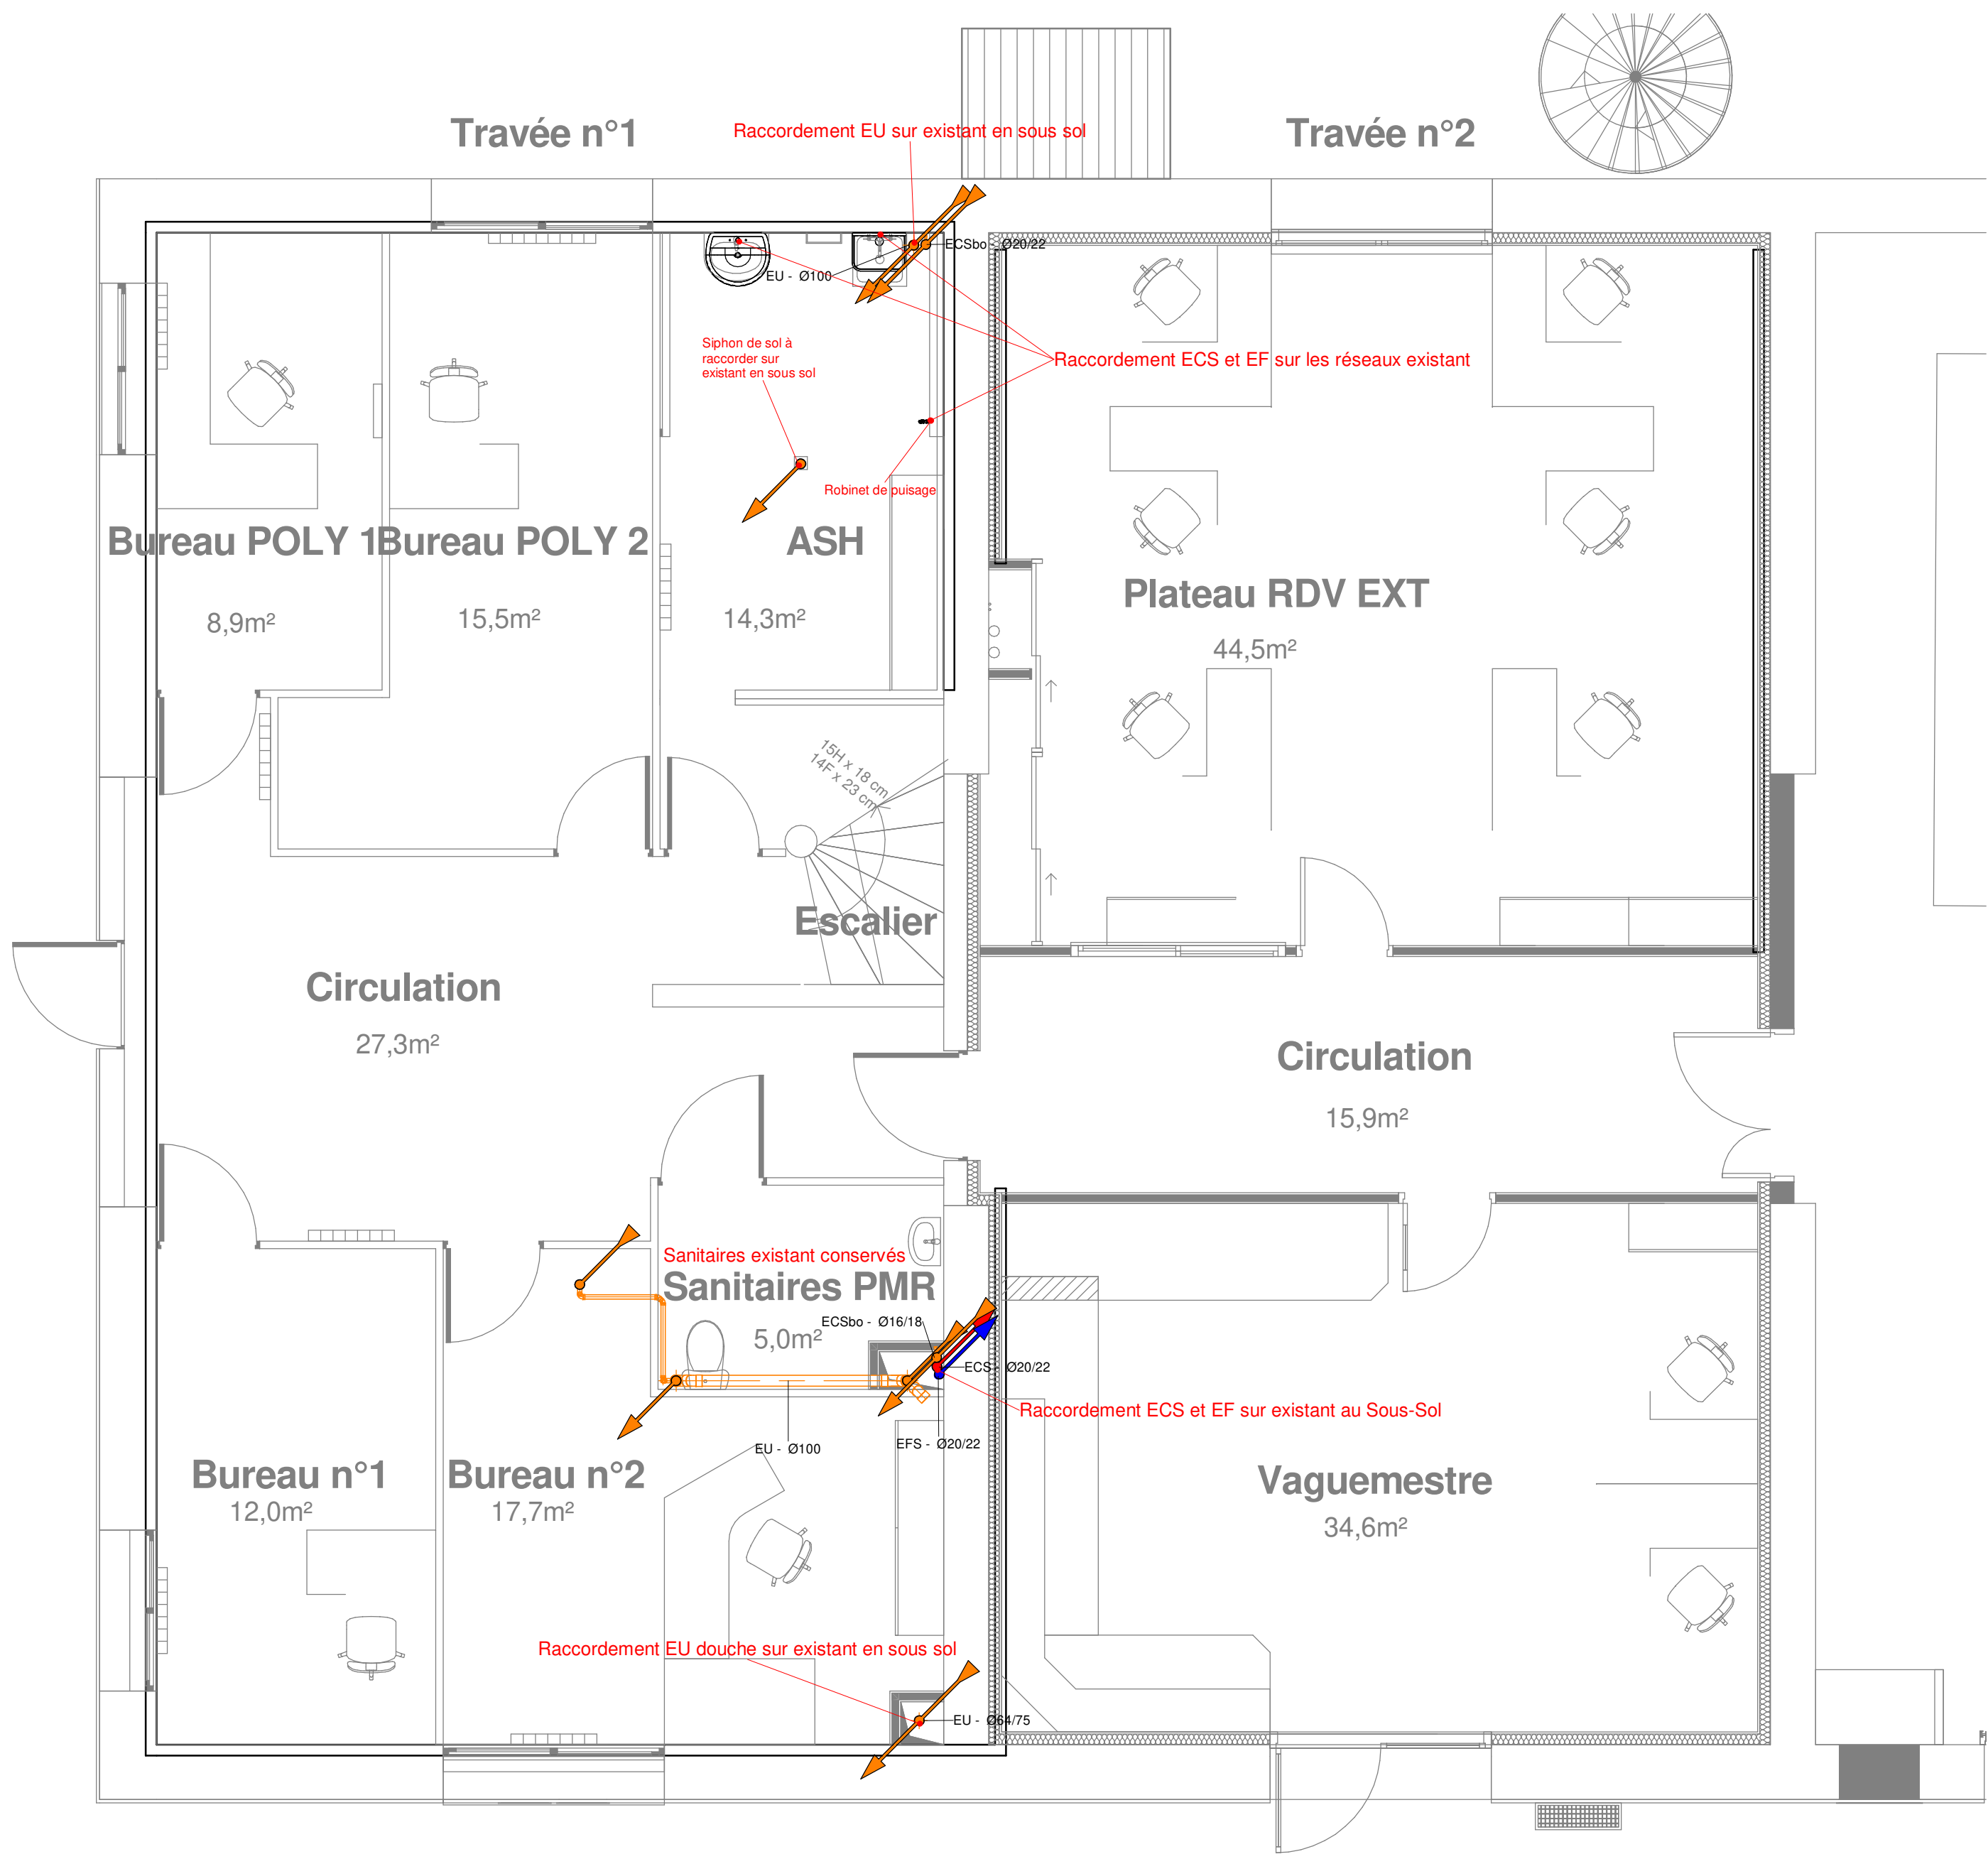 Travée n°1
Raccordement EU sur existant en sous sol
Travée n°2
ECSbo - Ø20/22
EU - Ø100
Siphon de sol à
raccorder sur
existant en sous sol
Raccordement ECS et EF sur les réseaux existant
Robinet de puisage
Bureau POLY 1
Bureau POLY 2
ASH
8,9m²
15,5m²
14,3m²
Plateau RDV EXT
44,5m²
15H x 18 cm
14F x 23 cm
Escalier
Circulation
27,3m²
Circulation
15,9m²
Sanitaires existant conservés
Sanitaires PMR
5,0m²
ECSbo - Ø16/18
ECS - Ø20/22
Raccordement ECS et EF sur existant au Sous-Sol
EU - Ø100
EFS - Ø20/22
Bureau n°1
12,0m²
Bureau n°2
17,7m²
Vaguemestre
34,6m²
Raccordement EU douche sur existant en sous sol
EU - Ø64/75